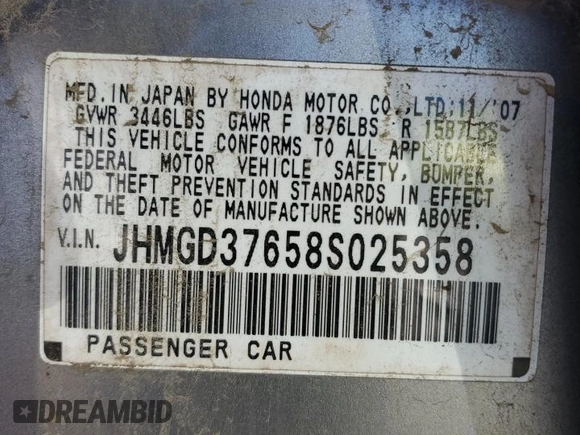 MFD. IN JAPAN BY HONDA MOTOR CO.,LTD;11/'07
GVWR 3446LBS GAWR F 1876LBS R 1587LBS
THIS VEHICLE CONFORMS TO ALL APPLICABLE
FEDERAL MOTOR VEHICLE SAFETY, BUMPER,
AND THEFT PREVENTION STANDARDS IN EFFECT
ON THE DATE OF MANUFACTURE SHOWN ABOVE.
V.I.N. JHMGD37658S025358
PASSENGER CAR
DREAMBID